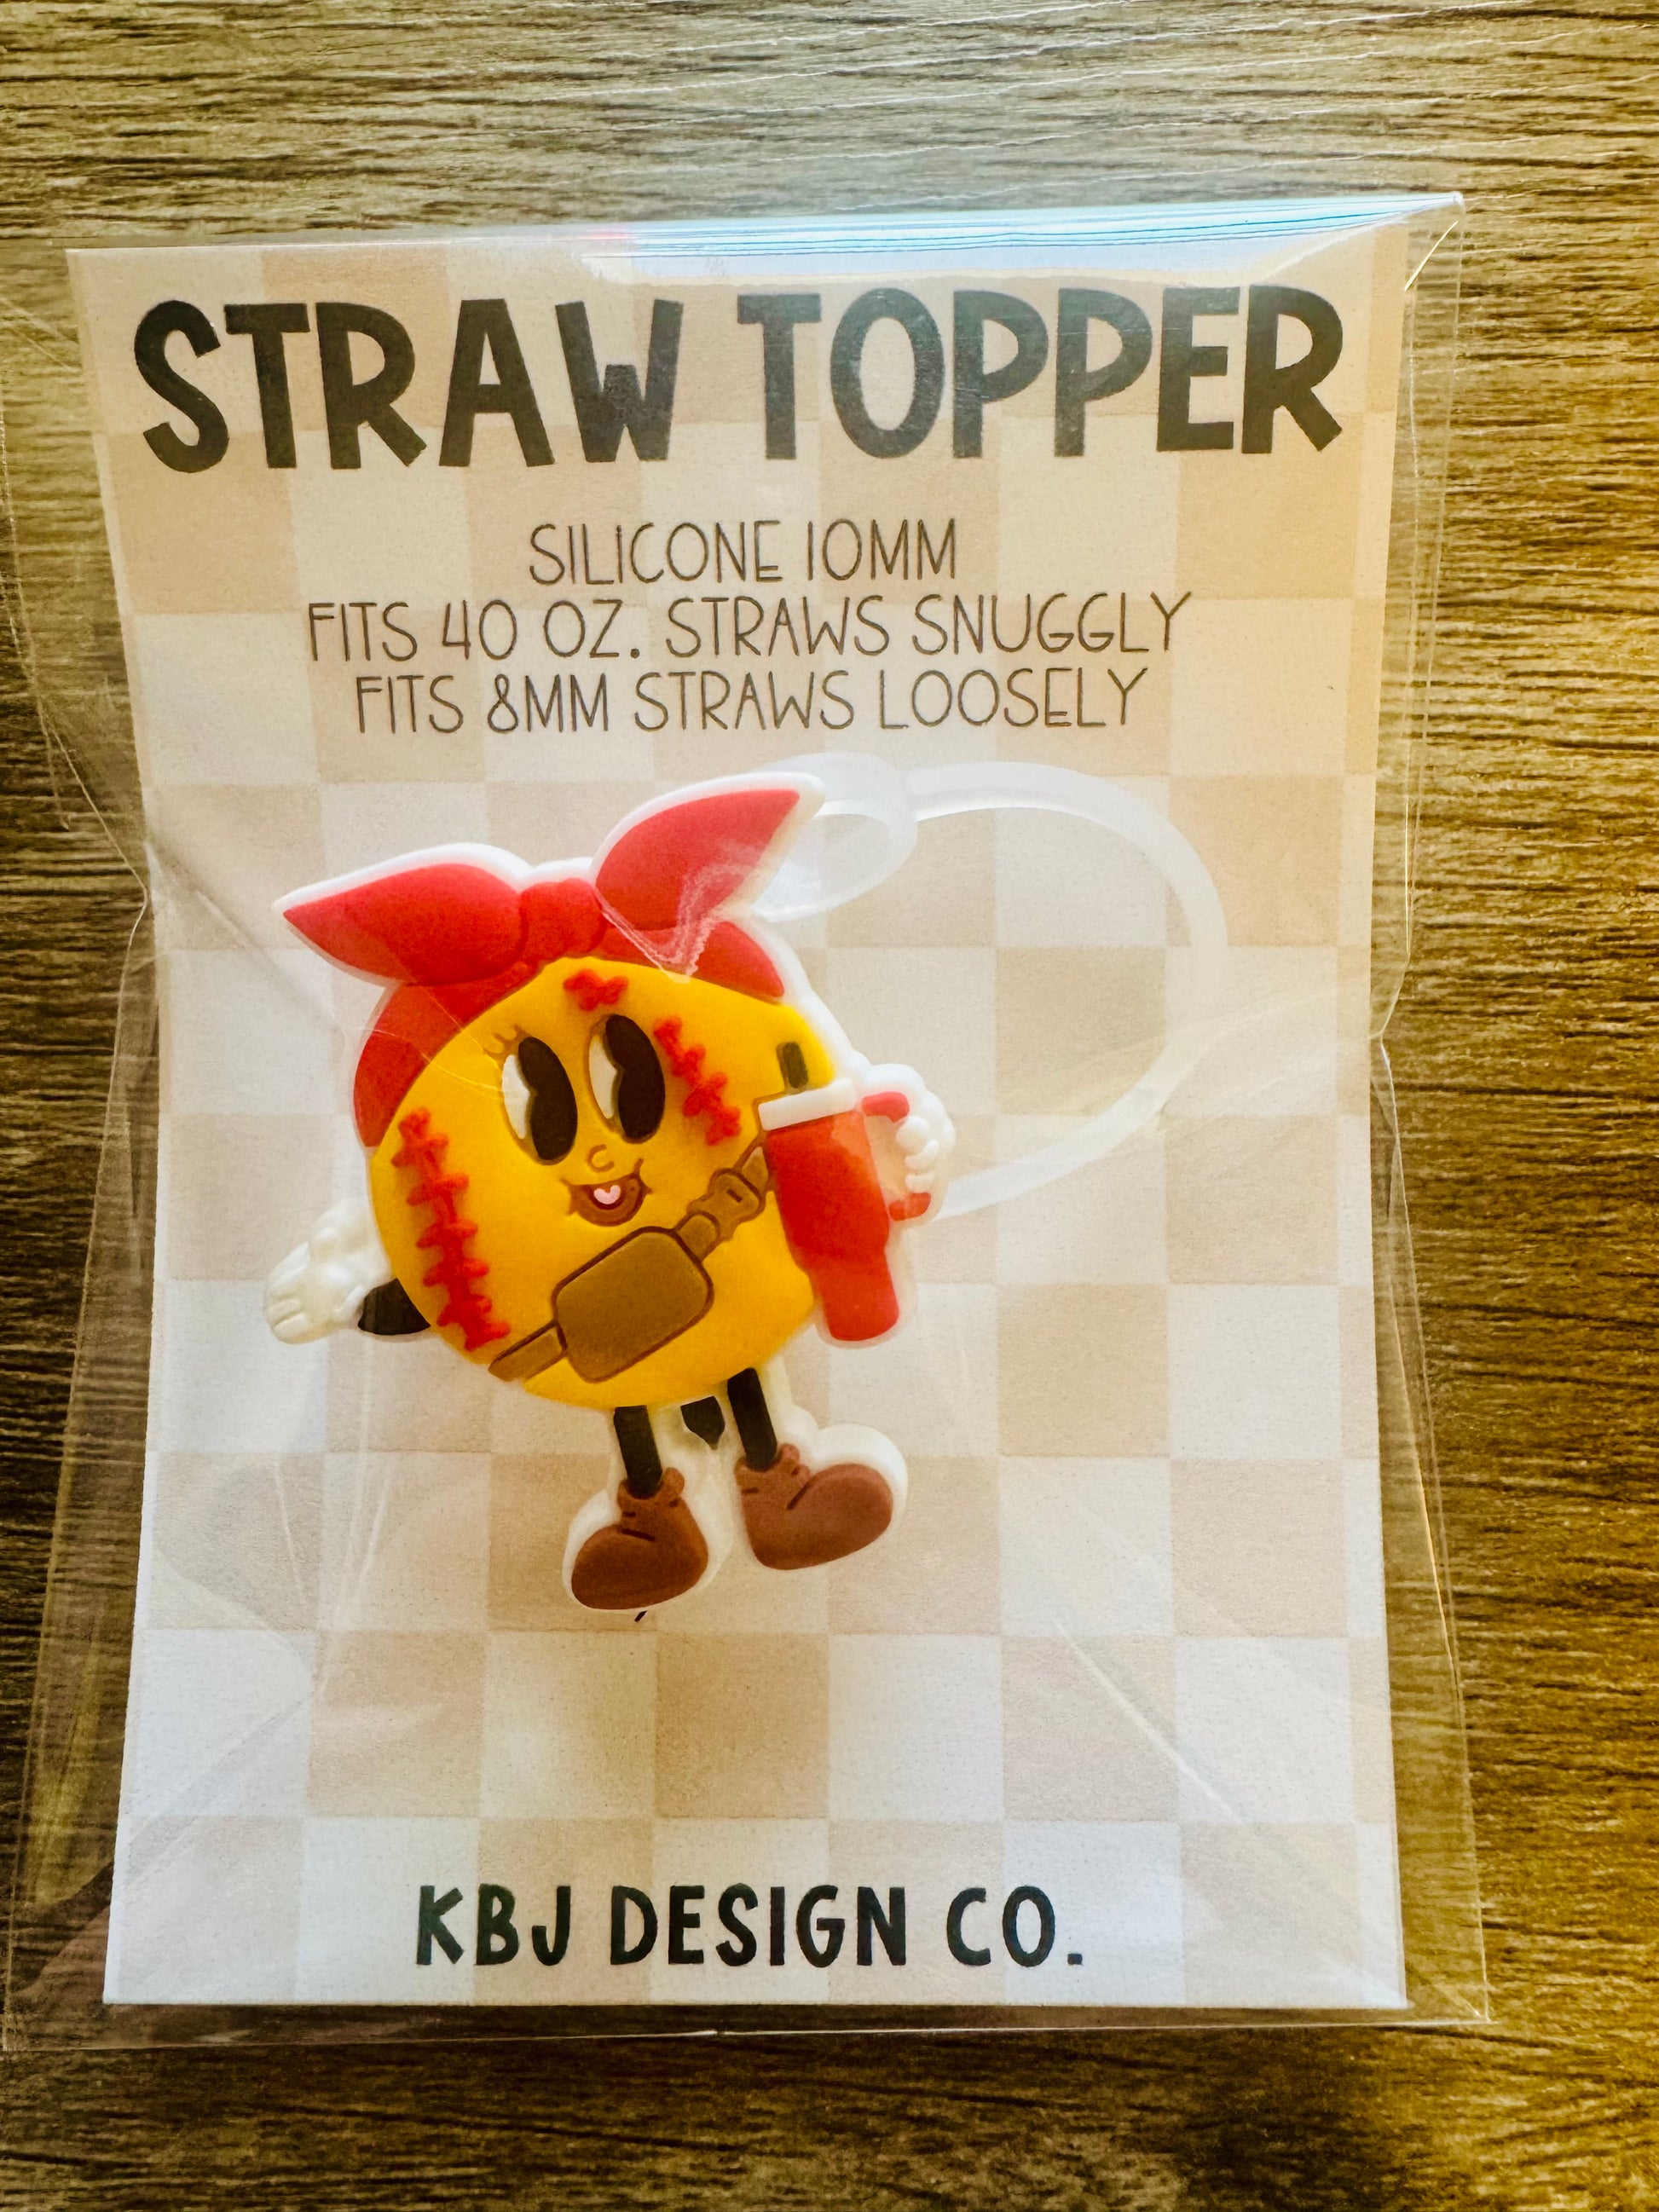 STRAW TOPPER
SILICONE 10MM
FITS 40 OZ. STRAWS SNUGGLY
FITS 8MM STRAWS LOOSELY
KBJ DESIGN CO.